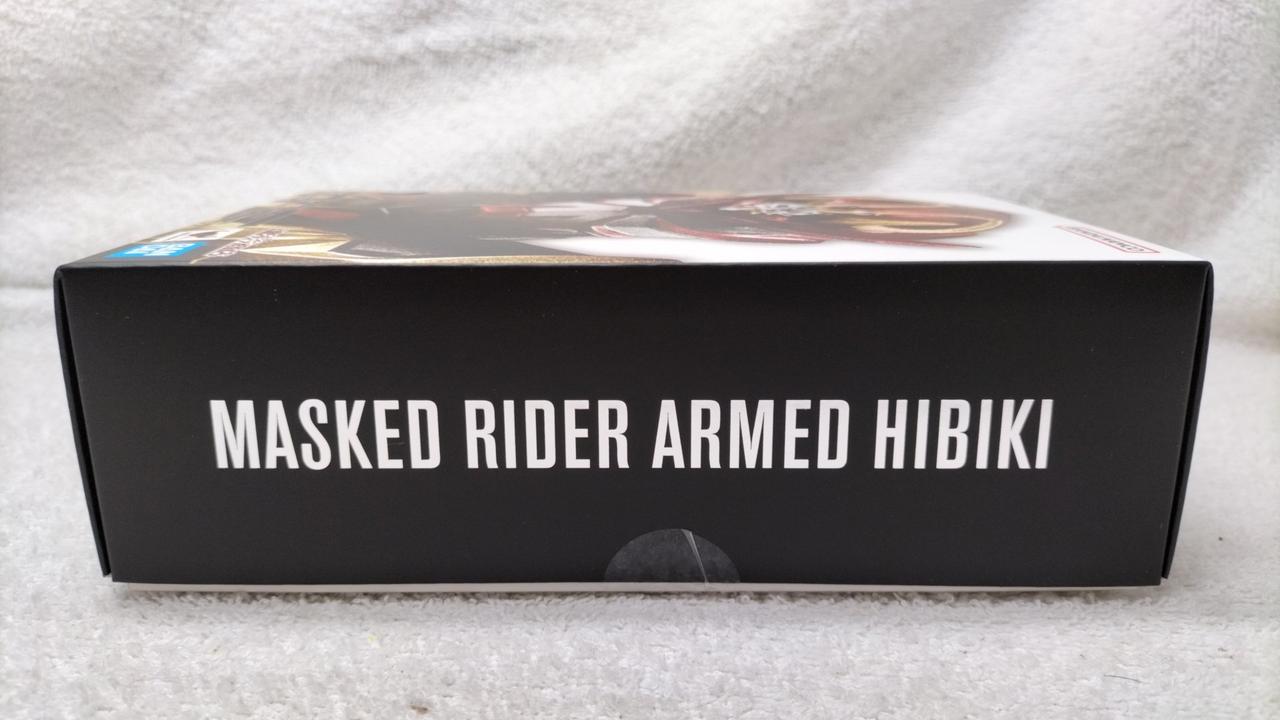 MASKED RIDER ARMED HIBIKI